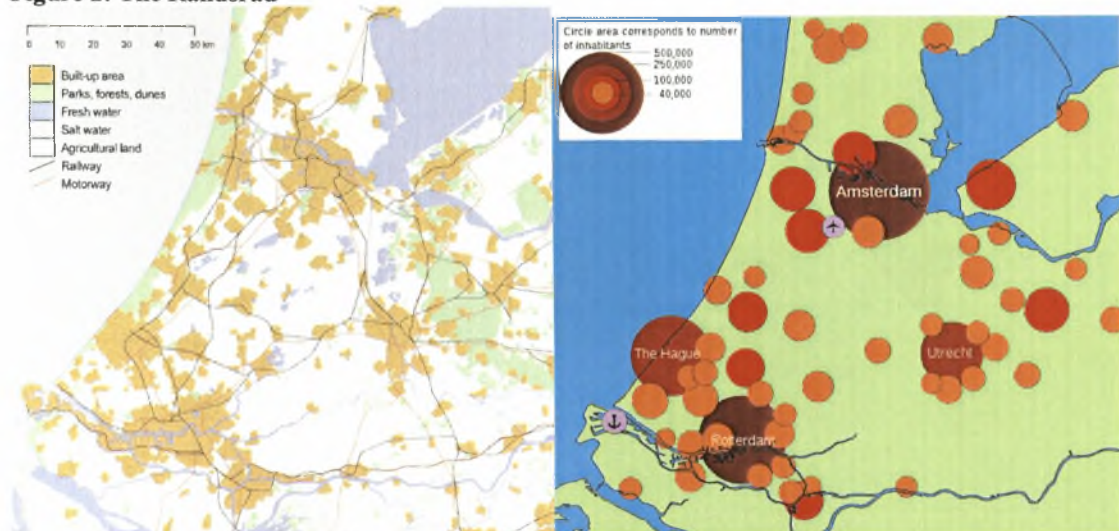 0 10 20 30 40 50 km
Built-up area
Parks, forests, dunes
Fresh water
Salt water
Agricultural land
Railway
Motorway
Circle area corresponds to number
of inhabitants
500,000
250,000
100,000
40,000
Amsterdam
The Hague
Utrecht